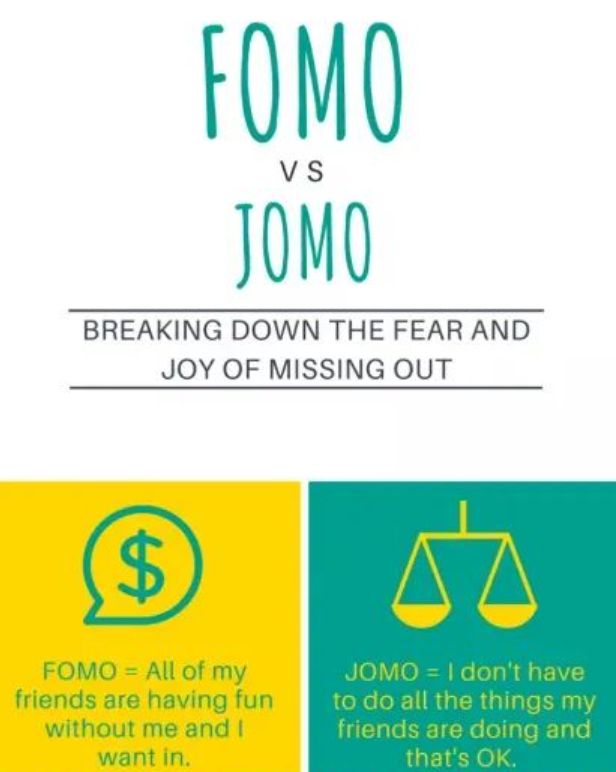 FOMO
VS
JOMO
BREAKING DOWN THE FEAR AND
JOY OF MISSING OUT
$
FOMO = All of my
friends are having fun
without me and I
want in.
JOMO = I don't have
to do all the things my
friends are doing and
that's OK.